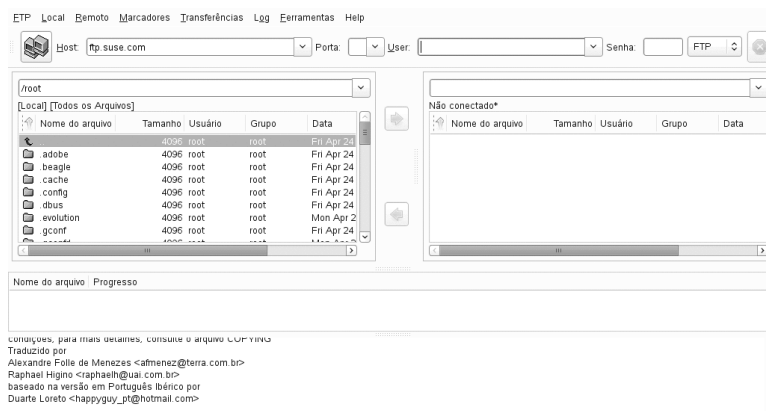 FTP Local Remoto Marcadores Transferências Log Ferramentas Help
Host: ftp.suse.com Porta: User: Senha: FTP
/root
[Local] [Todos os Arquivos]
Nome do arquivo Tamanho Usuário Grupo Data
.. 4096 root root Fri Apr 24
.adobe 4096 root root Fri Apr 24
.beagle 4096 root root Fri Apr 24
.cache 4096 root root Fri Apr 24
.config 4096 root root Fri Apr 24
.dbus 4096 root root Fri Apr 24
.evolution 4096 root root Mon Apr 2
.gconf 4096 root root Fri Apr 24
Não conectado*
Nome do arquivo Tamanho Usuário Grupo Data
Nome do arquivo Progresso
condições; para mais detalhes, consulte o arquivo COPYING
Traduzido por
Alexandre Folle de Menezes <afmenez@terra.com.br>
Raphael Higino <raphaelh@uai.com.br>
baseado na versão em Português Ibérico por
Duarte Loreto <happyguy_pt@hotmail.com>